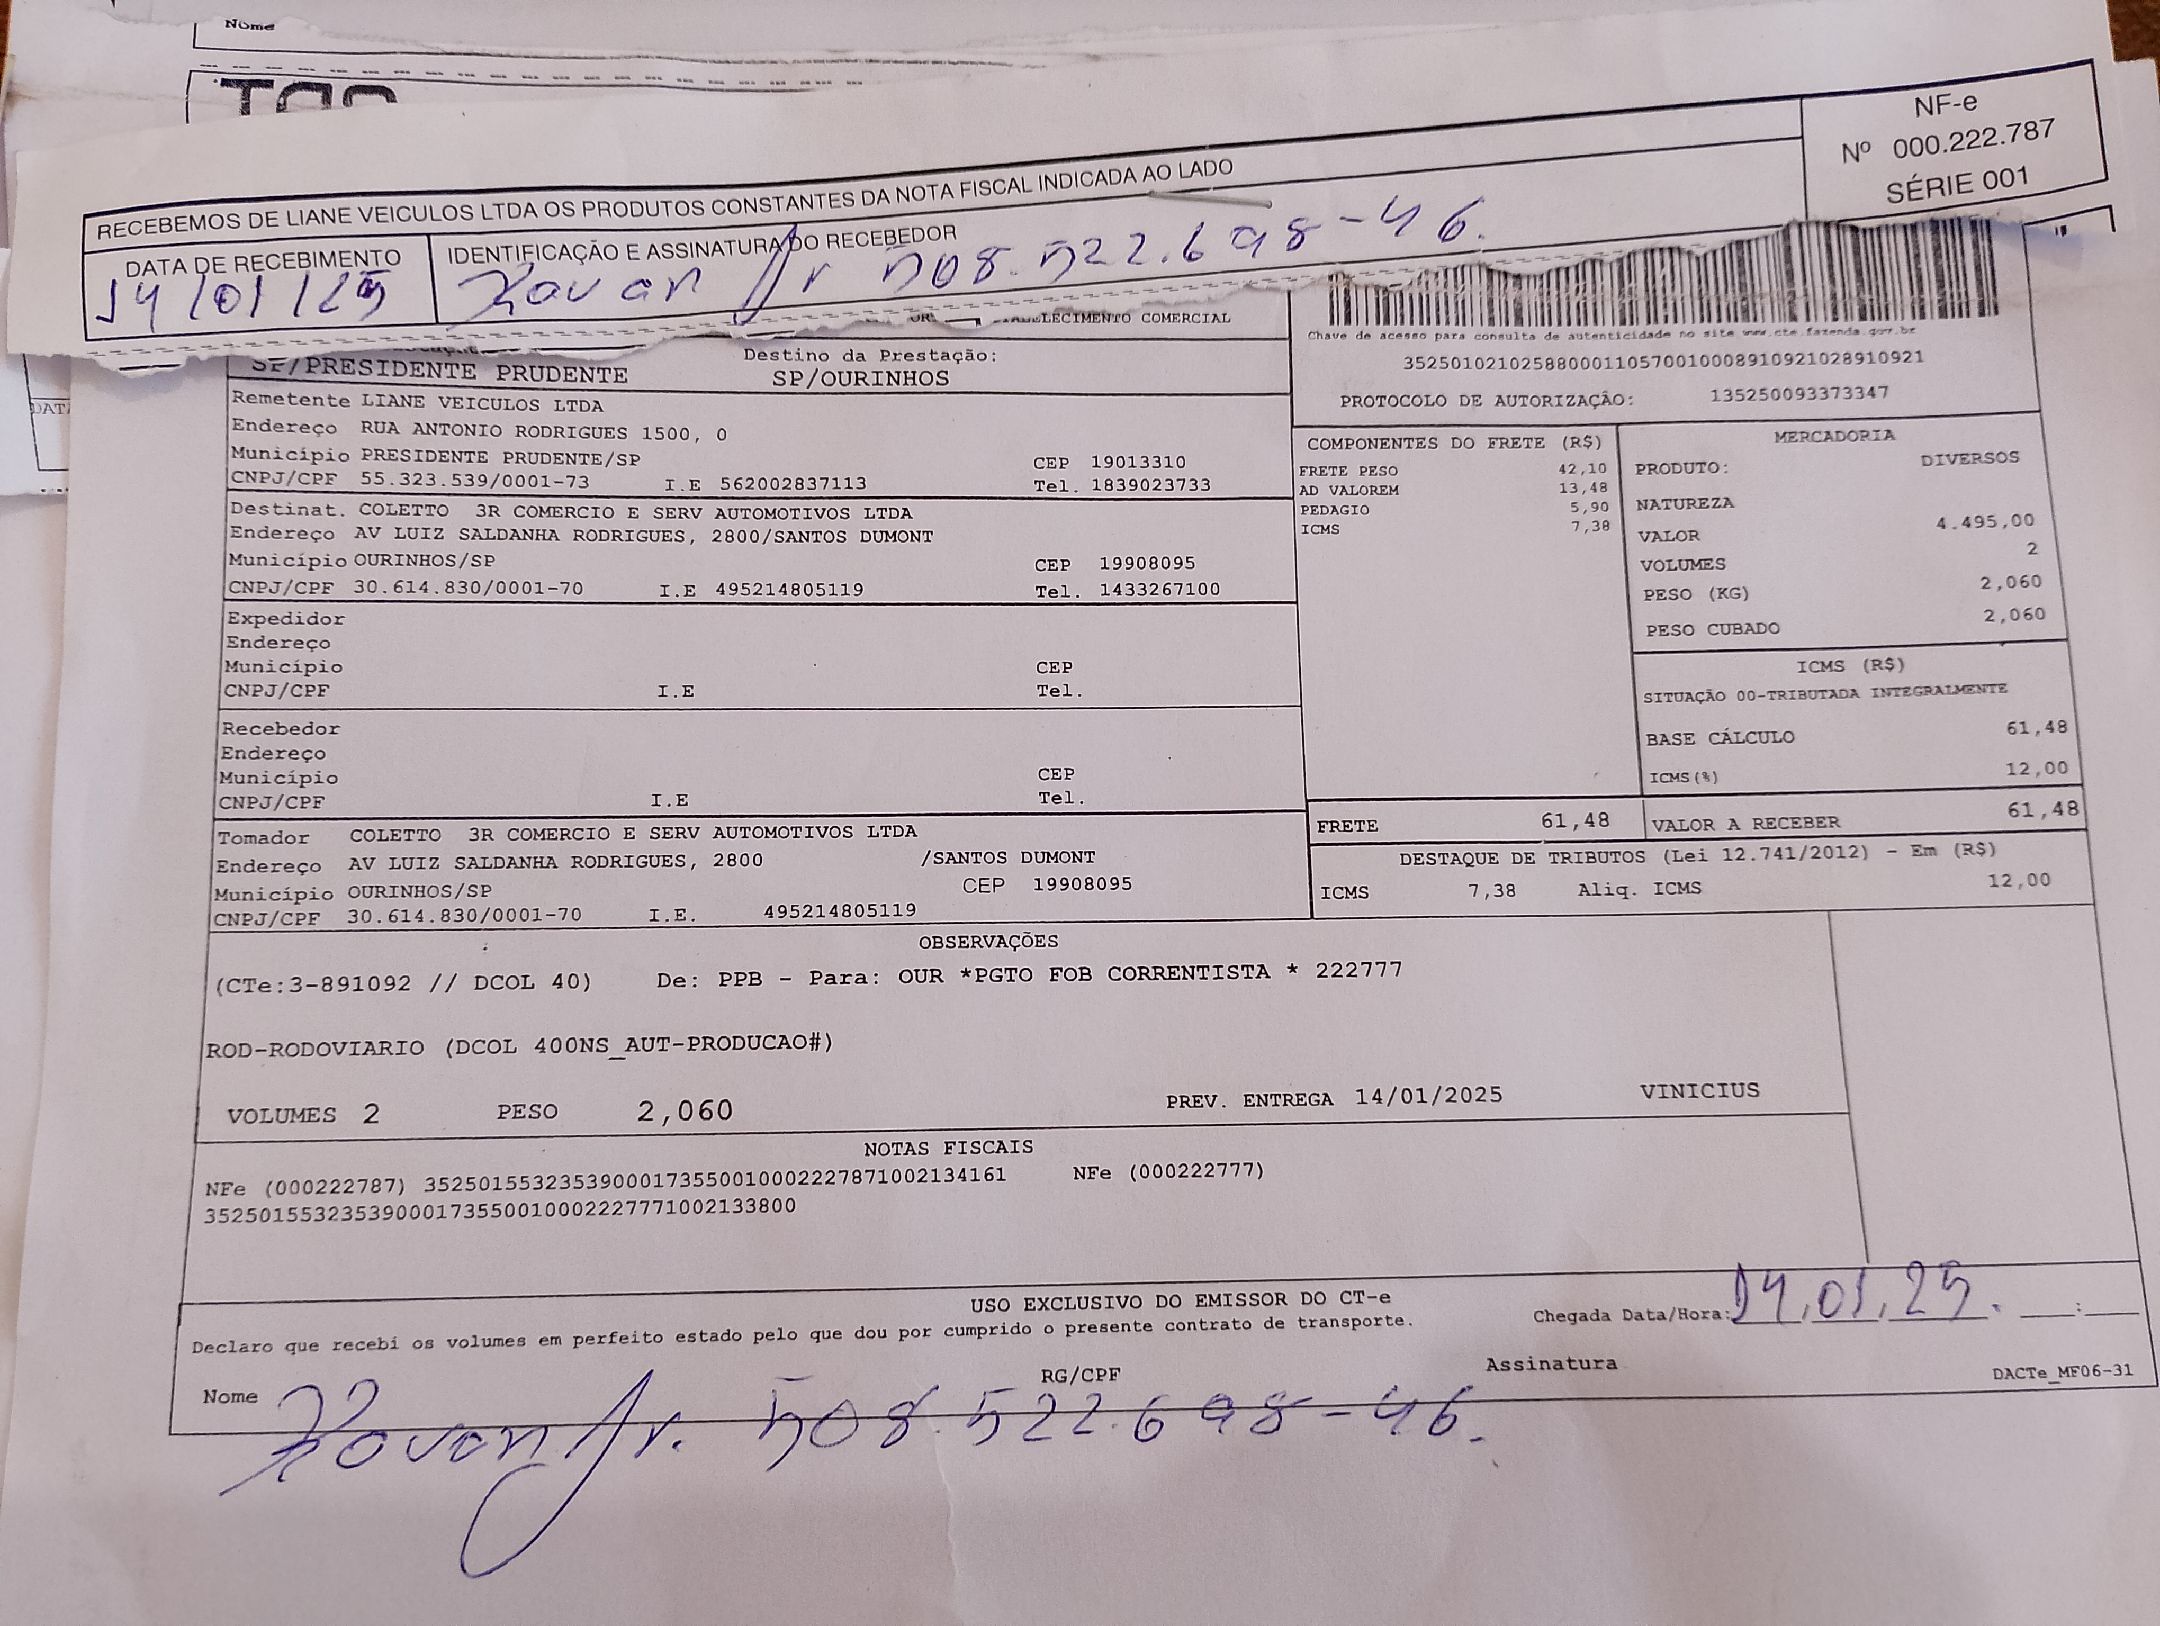 Nome
RECEBEMOS DE LIANE VEICULOS LTDA OS PRODUTOS CONSTANTES DA NOTA FISCAL INDICADA AO LADO
NF-e
Nº 000.222.787
SÉRIE 001
DATA DE RECEBIMENTO
IDENTIFICAÇÃO E ASSINATURA DO RECEBEDOR
14/01/25
508.522.698-46.
COMERCIAL
Chave de acesso para consulta de autenticidade no site www.cte.fazenda.gov.br
35250102102588000110570010008910921028910921
PROTOCOLO DE AUTORIZAÇÃO: 135250093373347
Destino da Prestação:
SP/PRESIDENTE PRUDENTE SP/OURINHOS
Remetente LIANE VEICULOS LTDA
Endereço RUA ANTONIO RODRIGUES 1500, 0
Município PRESIDENTE PRUDENTE/SP CEP 19013310
CNPJ/CPF 55.323.539/0001-73 I.E 562002837113 Tel. 1839023733
Destinat. COLETTO 3R COMERCIO E SERV AUTOMOTIVOS LTDA
Endereço AV LUIZ SALDANHA RODRIGUES, 2800/SANTOS DUMONT
Município OURINHOS/SP CEP 19908095
CNPJ/CPF 30.614.830/0001-70 I.E 495214805119 Tel. 1433267100
Expedidor
Endereço
Município CEP
CNPJ/CPF I.E Tel.
Recebedor
Endereço
Município CEP
CNPJ/CPF I.E Tel.
Tomador COLETTO 3R COMERCIO E SERV AUTOMOTIVOS LTDA
Endereço AV LUIZ SALDANHA RODRIGUES, 2800 /SANTOS DUMONT
Município OURINHOS/SP CEP 19908095
CNPJ/CPF 30.614.830/0001-70 I.E. 495214805119
COMPONENTES DO FRETE (R$)
FRETE PESO 42,10
AD VALOREM 13,48
PEDAGIO 5,90
ICMS 7,38
MERCADORIA
PRODUTO: DIVERSOS
NATUREZA
VALOR 4.495,00
VOLUMES 2
PESO (KG) 2,060
PESO CUBADO 2,060
ICMS (R$)
SITUAÇÃO 00-TRIBUTADA INTEGRALMENTE
BASE CÁLCULO 61,48
ICMS(%) 12,00
FRETE 61,48 VALOR A RECEBER 61,48
DESTAQUE DE TRIBUTOS (Lei 12.741/2012) - Em (R$)
ICMS 7,38 Aliq. ICMS 12,00
OBSERVAÇÕES
(CTe:3-891092 // DCOL 40) De: PPB - Para: OUR *PGTO FOB CORRENTISTA * 222777
ROD-RODOVIARIO (DCOL 400NS_AUT-PRODUCAO#)
VOLUMES 2 PESO 2,060 PREV. ENTREGA 14/01/2025 VINICIUS
NOTAS FISCAIS
NFe (000222787) 35250155323539000173550010002227871002134161 NFe (000222777)
35250155323539000173550010002227771002133800
USO EXCLUSIVO DO EMISSOR DO CT-e
Declaro que recebi os volumes em perfeito estado pelo que dou por cumprido o presente contrato de transporte.
Chegada Data/Hora: 14.01.25. :
Nome RG/CPF Assinatura DACTe_MF06-31
508.522.698-46.